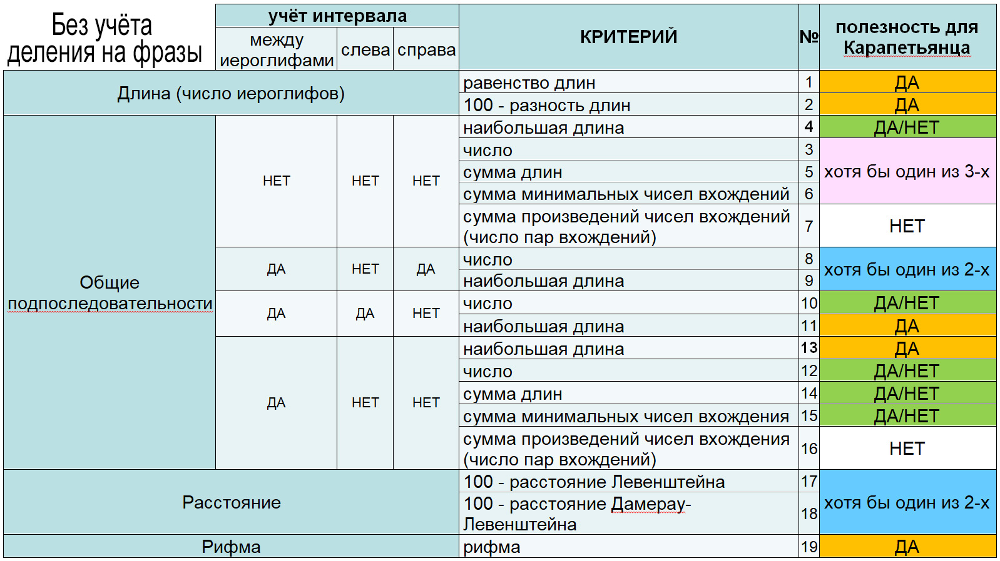 Без учёта
деления на фразы
учёт интервала
между
иероглифами
слева
справа
КРИТЕРИЙ
№
полезность для
Карапетьянца
Длина (число иероглифов)
равенство длин
1
ДА
100 - разность длин
2
ДА
Общие
подпоследовательности
НЕТ
НЕТ
НЕТ
наибольшая длина
4
ДА/НЕТ
число
3
хотя бы один из 3-х
сумма длин
5
сумма минимальных чисел вхождений
6
сумма произведений чисел вхождений
(число пар вхождений)
7
НЕТ
ДА
НЕТ
ДА
число
8
хотя бы один из 2-х
наибольшая длина
9
ДА
ДА
НЕТ
число
10
ДА/НЕТ
наибольшая длина
11
ДА
ДА
НЕТ
НЕТ
наибольшая длина
13
ДА
число
12
ДА/НЕТ
сумма длин
14
ДА/НЕТ
сумма минимальных чисел вхождения
15
ДА/НЕТ
сумма произведений чисел вхождения
(число пар вхождений)
16
НЕТ
Расстояние
100 - расстояние Левенштейна
17
хотя бы один из 2-х
100 - расстояние Дамерау-
Левенштейна
18
Рифма
рифма
19
ДА